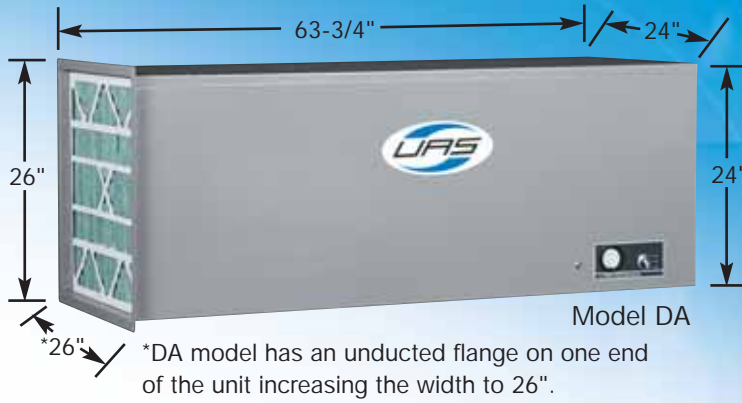 63-3/4"
24"
26"
UAS
24"
Model DA
*26"
*DA model has an unducted flange on one end
of the unit increasing the width to 26".